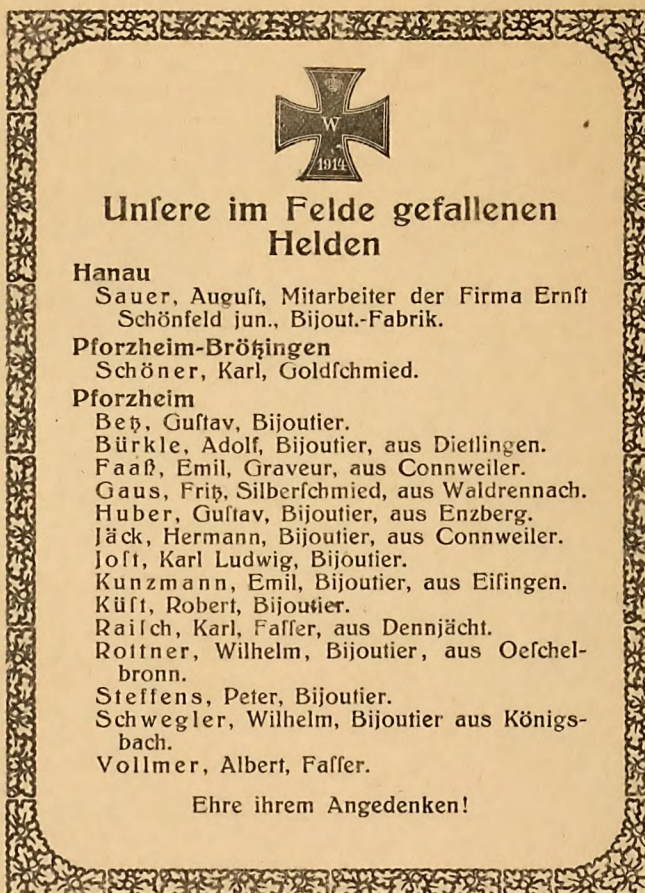 W
1914
Unſere im Felde gefallenen
Helden
Hanau
Sauer, Auguſt, Mitarbeiter der Firma Ernſt
Schönfeld jun., Bijout.-Fabrik.
Pforzheim-Brötzingen
Schöner, Karl, Goldſchmied.
Pforzheim
Betz, Guſtav, Bijoutier.
Bürkle, Adolf, Bijoutier, aus Dietlingen.
Faaß, Emil, Graveur, aus Connweiler.
Gaus, Fritz, Silberſchmied, aus Waldrennach.
Huber, Guſtav, Bijoutier, aus Enzberg.
Jäck, Hermann, Bijoutier, aus Connweiler.
Joſt, Karl Ludwig, Bijoutier.
Kunzmann, Emil, Bijoutier, aus Eiſingen.
Küſt, Robert, Bijoutier.
Raiſch, Karl, Faſſer, aus Dennjächt.
Rottner, Wilhelm, Bijoutier, aus Oeſchel-
bronn.
Steffens, Peter, Bijoutier.
Schwegler, Wilhelm, Bijoutier aus Königs-
bach.
Vollmer, Albert, Faſſer.
Ehre ihrem Angedenken!